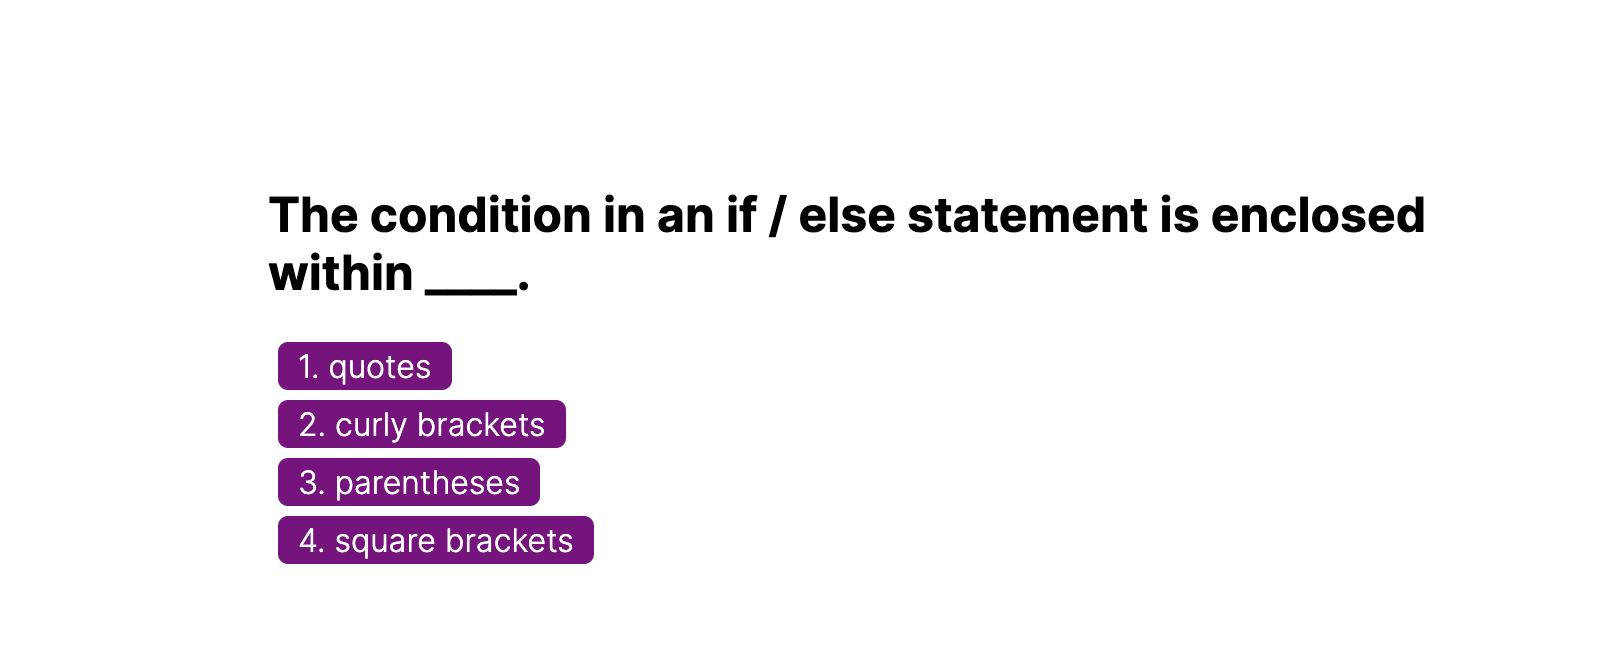 The condition in an if / else statement is enclosed
within ____.
1. quotes
2. curly brackets
3. parentheses
4. square brackets